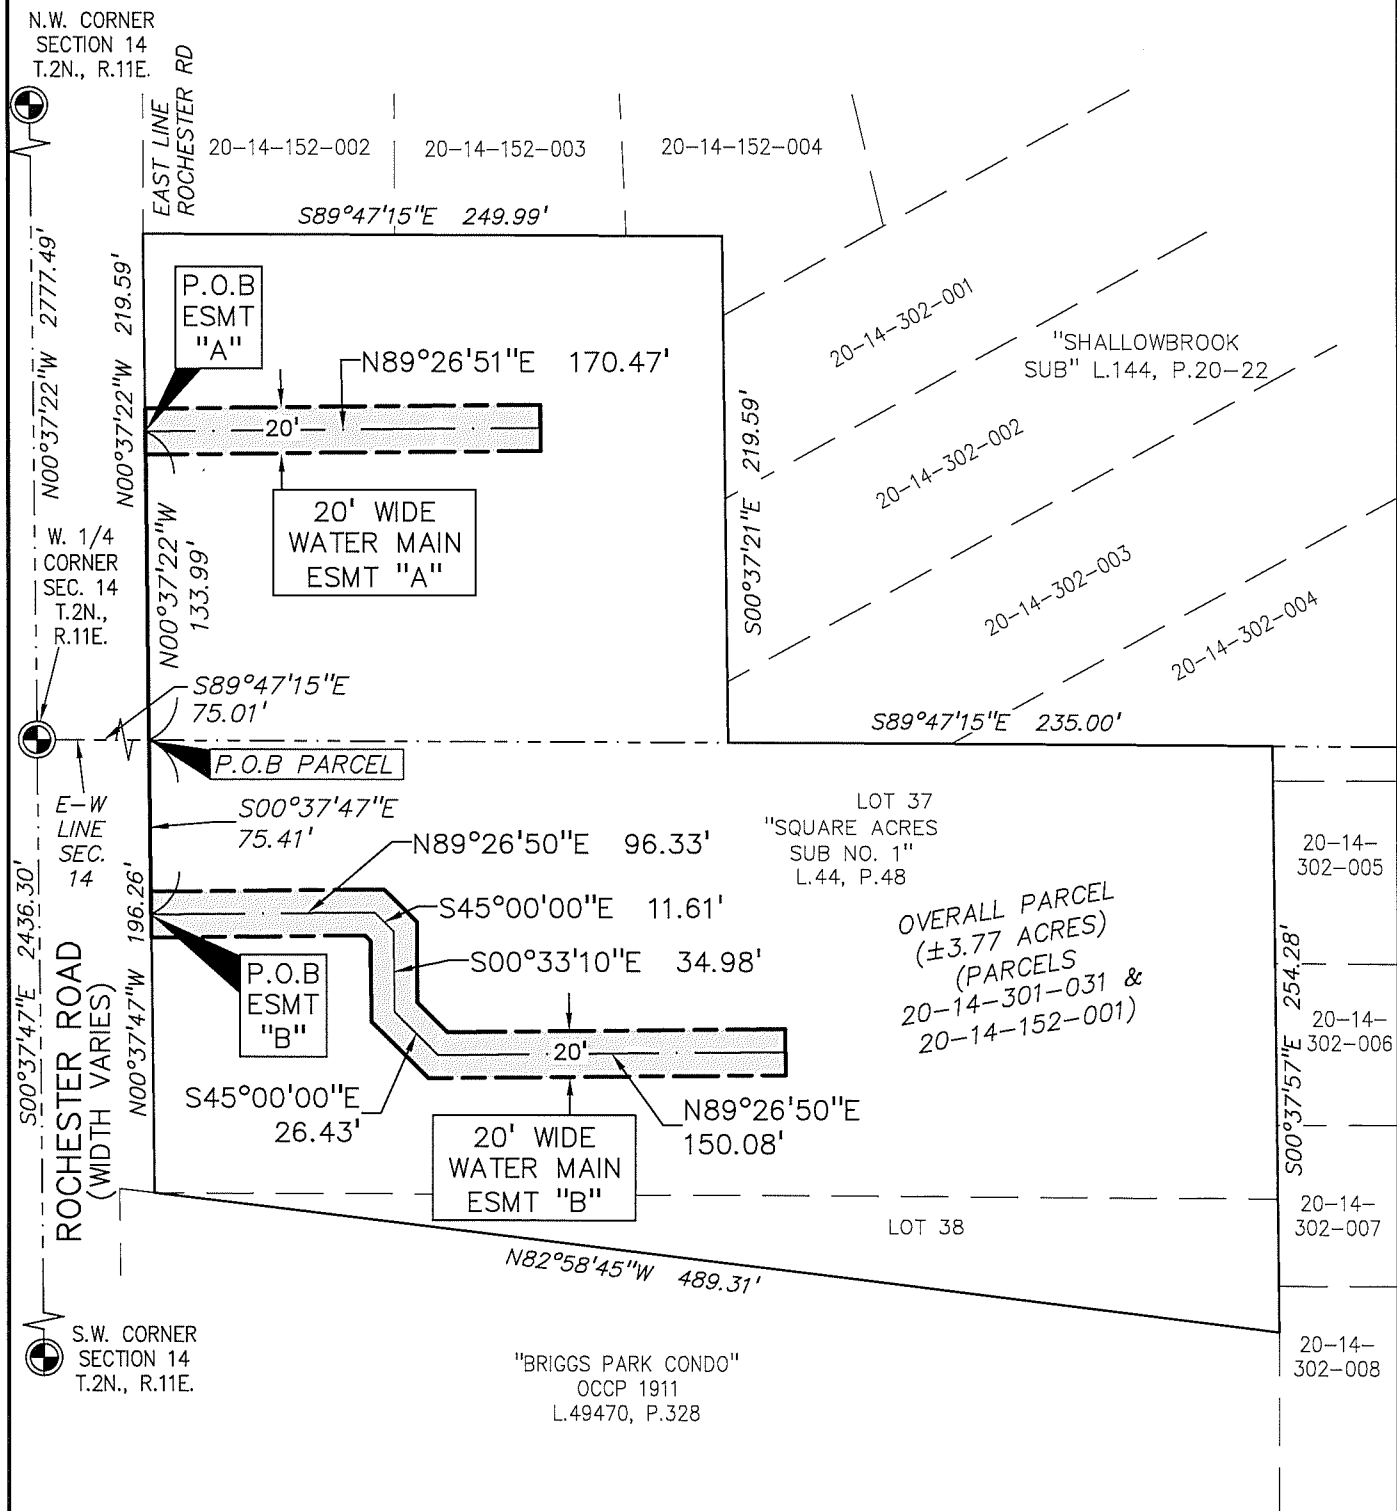 N.W. CORNER
SECTION 14
T.2N., R.11E.
EAST LINE
ROCHESTER RD
20-14-152-002
20-14-152-003
20-14-152-004
S89°47'15"E 249.99'
N00°37'22"W 2777.49'
N00°37'22"W 219.59'
P.O.B
ESMT
"A"
N89°26'51"E 170.47'
20'
20' WIDE
WATER MAIN
ESMT "A"
20-14-302-001
"SHALLOWBROOK
SUB" L.144, P.20-22
20-14-302-002
S00°37'21"E 219.59'
20-14-302-003
20-14-302-004
W. 1/4
CORNER
SEC. 14
T.2N.,
R.11E.
N00°37'22"W
133.99'
S89°47'15"E
75.01'
S89°47'15"E 235.00'
P.O.B PARCEL
E-W
LINE
SEC.
14
S00°37'47"E
75.41'
N89°26'50"E 96.33'
S45°00'00"E 11.61'
S00°33'10"E 34.98'
LOT 37
"SQUARE ACRES
SUB NO. 1"
L.44, P.48
OVERALL PARCEL
(±3.77 ACRES)
(PARCELS
20-14-301-031 &
20-14-152-001)
20-14-
302-005
S00°37'47"E 2436.30'
ROCHESTER ROAD
(WIDTH VARIES)
N00°37'47"W 196.26'
P.O.B
ESMT
"B"
20'
S45°00'00"E
26.43'
N89°26'50"E
150.08'
20' WIDE
WATER MAIN
ESMT "B"
S00°37'57"E 254.28'
20-14-
302-006
20-14-
302-007
LOT 38
N82°58'45"W 489.31'
S.W. CORNER
SECTION 14
T.2N., R.11E.
"BRIGGS PARK CONDO"
OCCP 1911
L.49470, P.328
20-14-
302-008